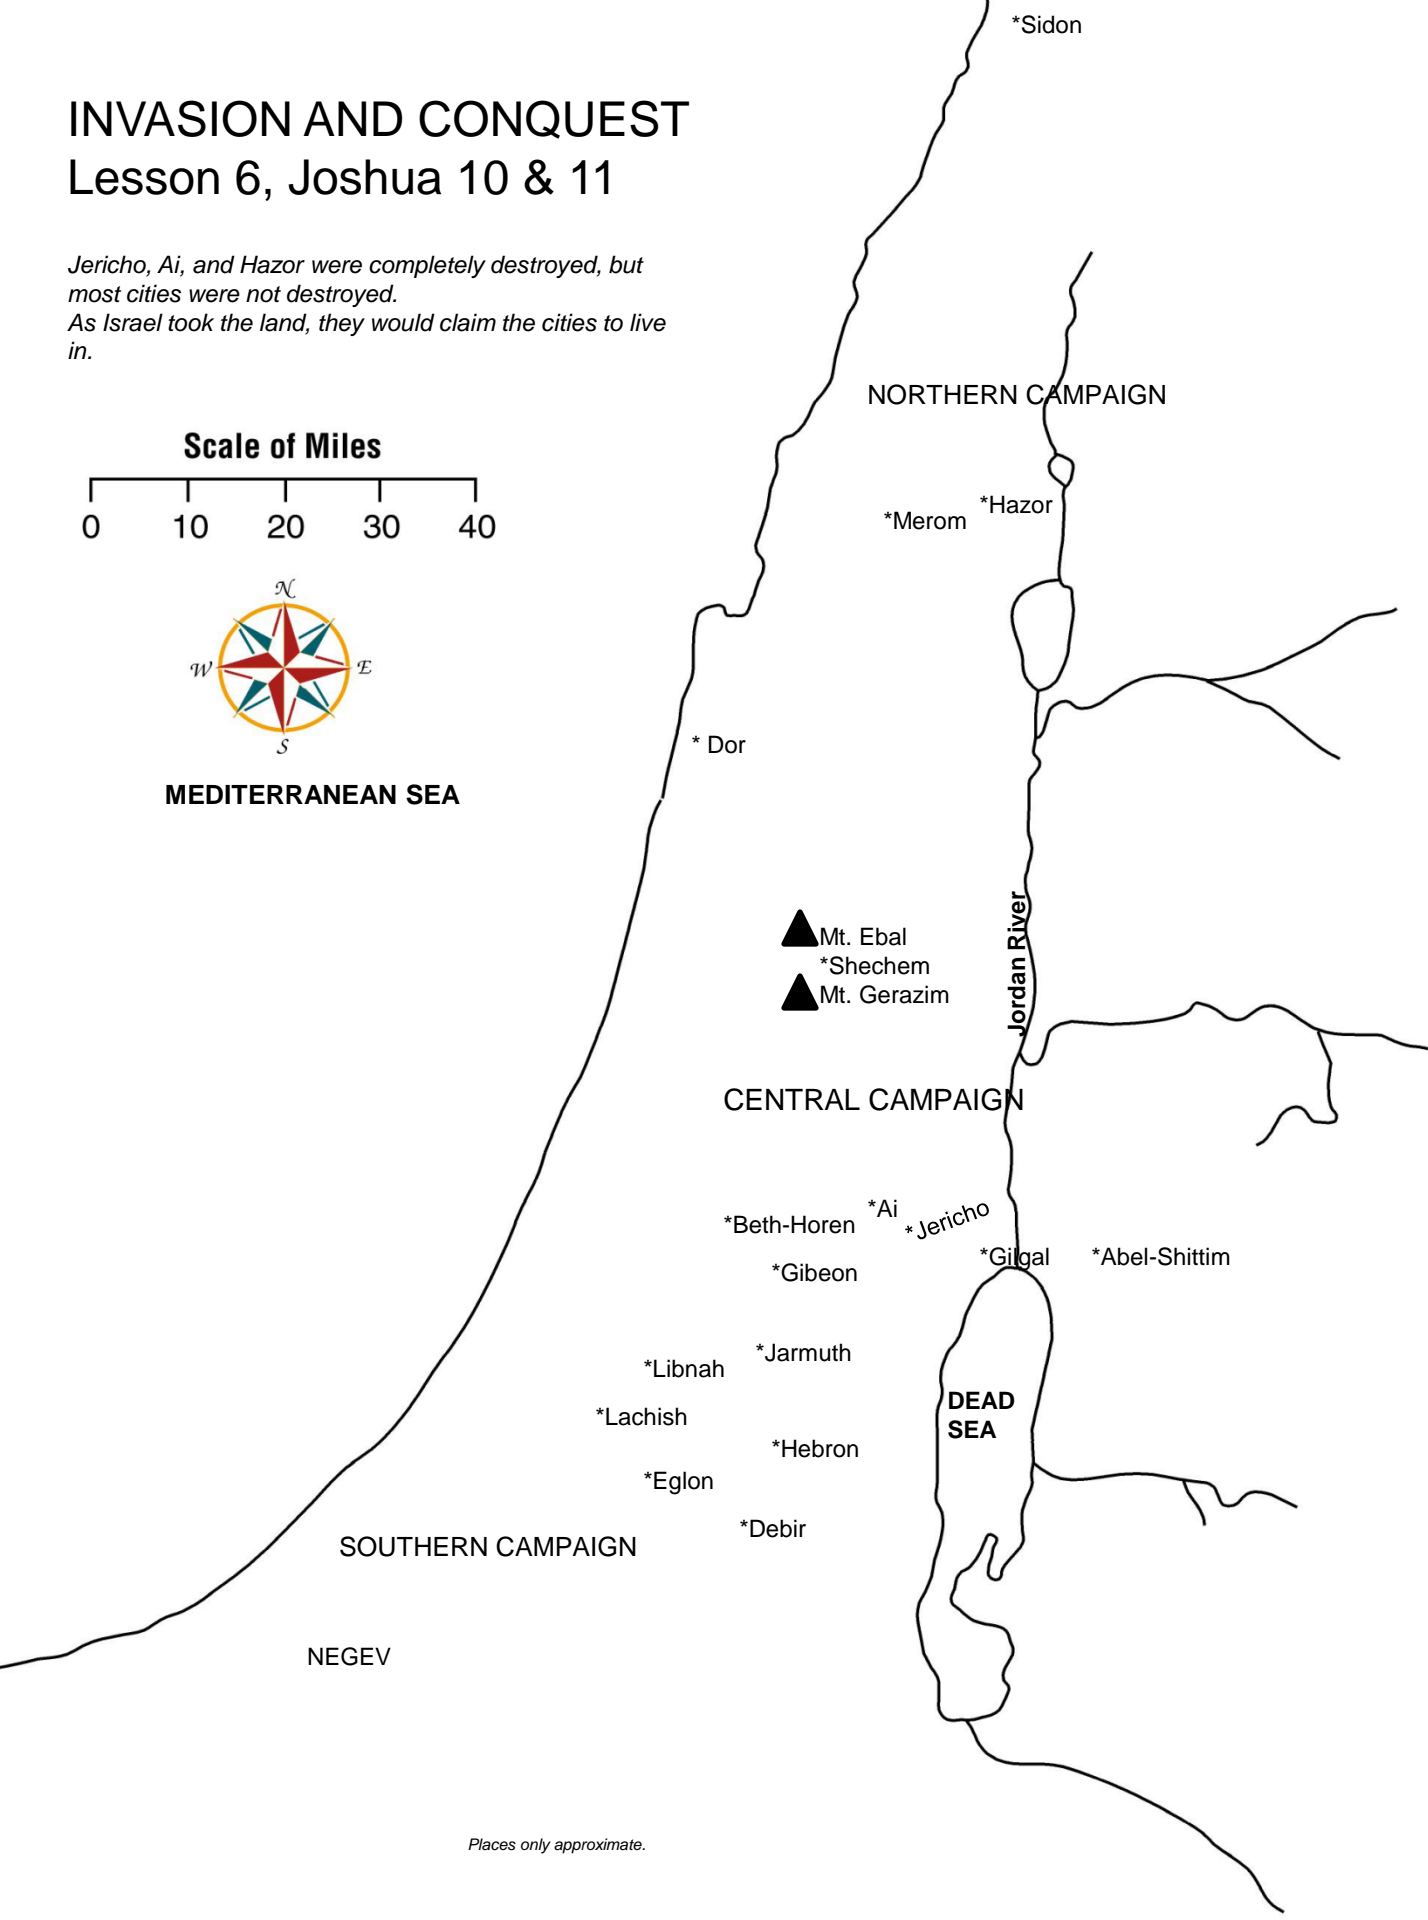 *Sidon
INVASION AND CONQUEST
Lesson 6, Joshua 10 & 11
Jericho, Ai, and Hazor were completely destroyed, but
most cities were not destroyed.
As Israel took the land, they would claim the cities to live
in.
NORTHERN CAMPAIGN
Scale of Miles
0 10 20 30 40
*Hazor
*Merom
N
W E
S
* Dor
MEDITERRANEAN SEA
Jordan River
Mt. Ebal
*Shechem
Mt. Gerazim
CENTRAL CAMPAIGN
*Ai
*Jericho
*Beth-Horen
*Gilgal
*Abel-Shittim
*Gibeon
*Jarmuth
*Libnah
DEAD
SEA
*Lachish
*Hebron
*Eglon
*Debir
SOUTHERN CAMPAIGN
NEGEV
Places only approximate.